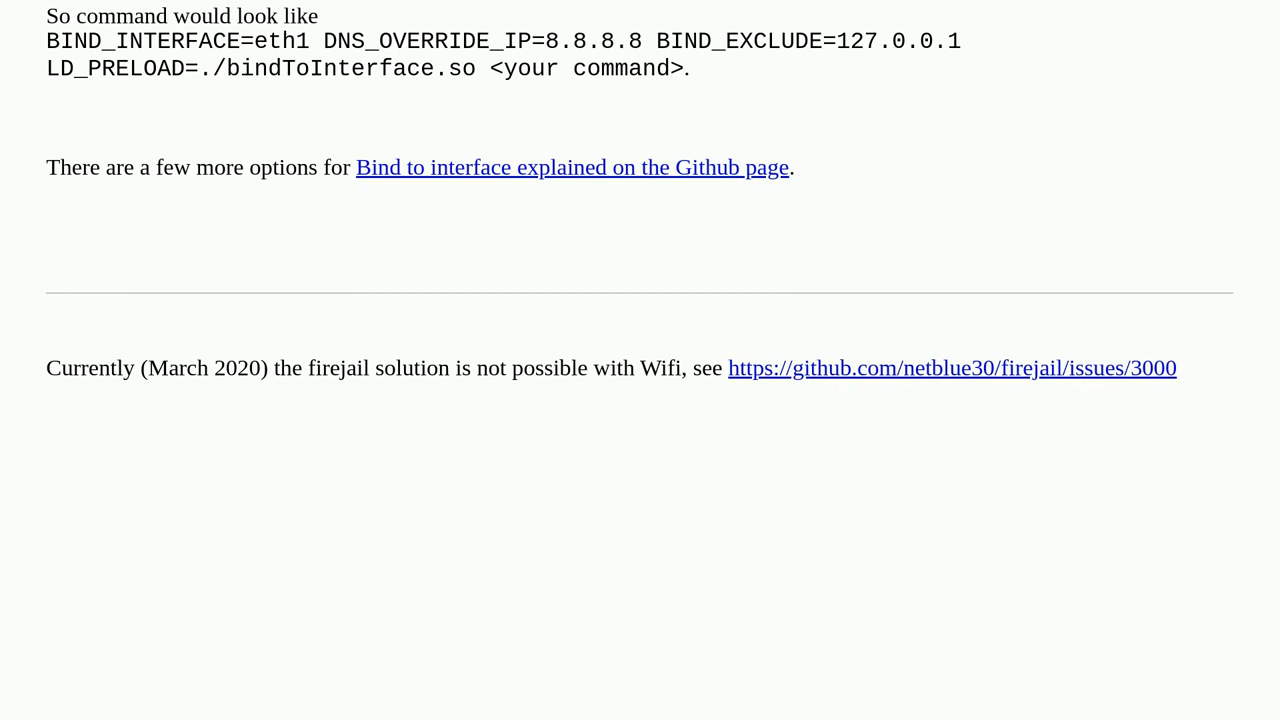 So command would look like
BIND_INTERFACE=eth1 DNS_OVERRIDE_IP=8.8.8.8 BIND_EXCLUDE=127.0.0.1
LD_PRELOAD=./bindToInterface.so <your command>.
There are a few more options for Bind to interface explained on the Github page.
Currently (March 2020) the firejail solution is not possible with Wifi, see https://github.com/netblue30/firejail/issues/3000